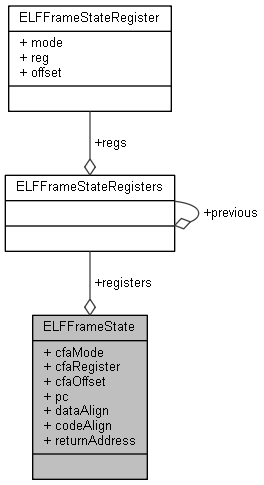 ELFFrameStateRegister
+ mode
+ reg
+ offset
+regs
ELFFrameStateRegisters
+previous
+registers
ELFFrameState
+ cfaMode
+ cfaRegister
+ cfaOffset
+ pc
+ dataAlign
+ codeAlign
+ returnAddress